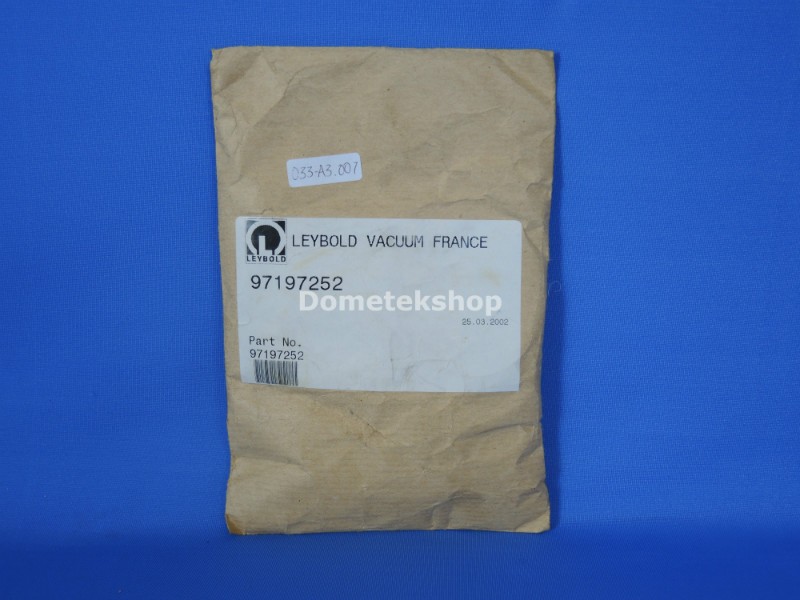 033-A3.007
LEYBOLD VACUUM FRANCE
LEYBOLD
97197252
Dometekshop
25.03.2002
Part No.
97197252